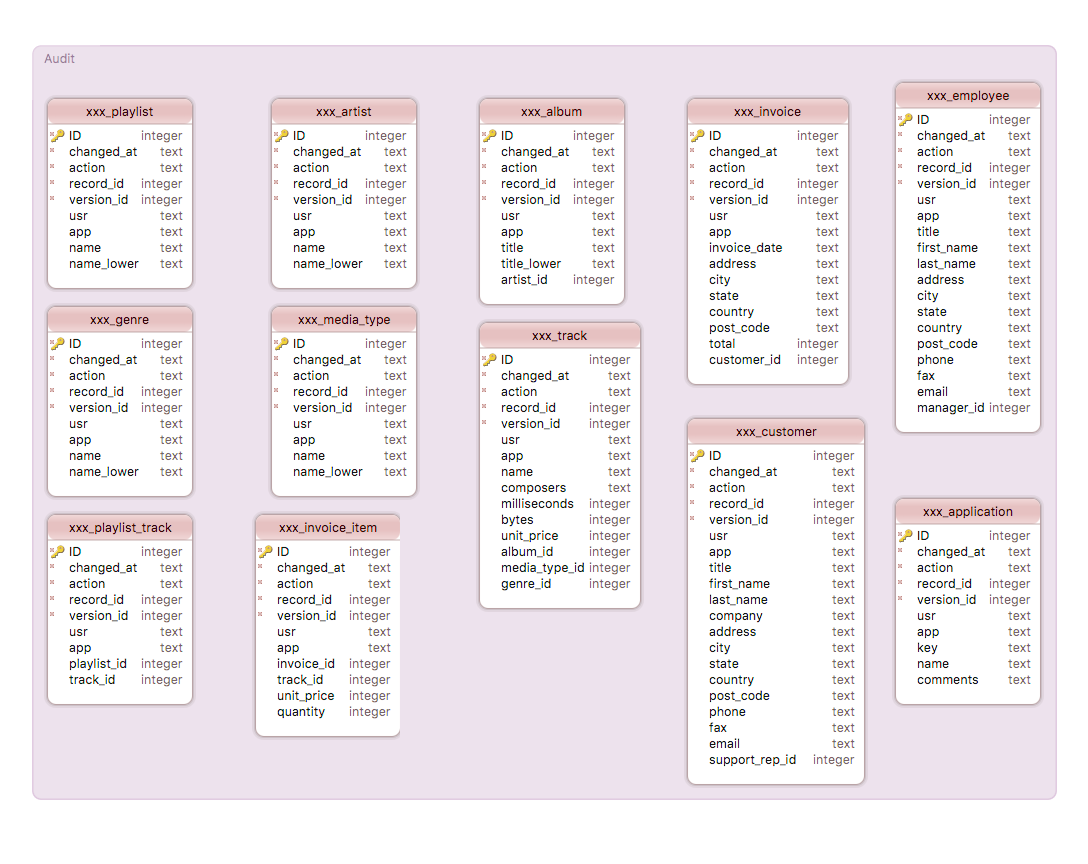 Audit
xxx_playlist
ID integer
changed_at text
action text
record_id integer
version_id integer
usr text
app text
name text
name_lower text
xxx_artist
ID integer
changed_at text
action text
record_id integer
version_id integer
usr text
app text
name text
name_lower text
xxx_album
ID integer
changed_at text
action text
record_id integer
version_id integer
usr text
app text
title text
title_lower text
artist_id integer
xxx_invoice
ID integer
changed_at text
action text
record_id integer
version_id integer
usr text
app text
invoice_date text
address text
city text
state text
country text
post_code text
total integer
customer_id integer
xxx_employee
ID integer
changed_at text
action text
record_id integer
version_id integer
usr text
app text
title text
first_name text
last_name text
address text
city text
state text
country text
post_code text
phone text
fax text
email text
manager_id integer
xxx_genre
ID integer
changed_at text
action text
record_id integer
version_id integer
usr text
app text
name text
name_lower text
xxx_media_type
ID integer
changed_at text
action text
record_id integer
version_id integer
usr text
app text
name text
name_lower text
xxx_track
ID integer
changed_at text
action text
record_id integer
version_id integer
usr text
app text
name text
composers text
milliseconds integer
bytes integer
unit_price integer
album_id integer
media_type_id integer
genre_id integer
xxx_customer
ID integer
changed_at text
action text
record_id integer
version_id integer
usr text
app text
title text
first_name text
last_name text
company text
address text
city text
state text
country text
post_code text
phone text
fax text
email text
support_rep_id integer
xxx_application
ID integer
changed_at text
action text
record_id integer
version_id integer
usr text
app text
key text
name text
comments text
xxx_playlist_track
ID integer
changed_at text
action text
record_id integer
version_id integer
usr text
app text
playlist_id integer
track_id integer
xxx_invoice_item
ID integer
changed_at text
action text
record_id integer
version_id integer
usr text
app text
invoice_id integer
track_id integer
unit_price integer
quantity integer